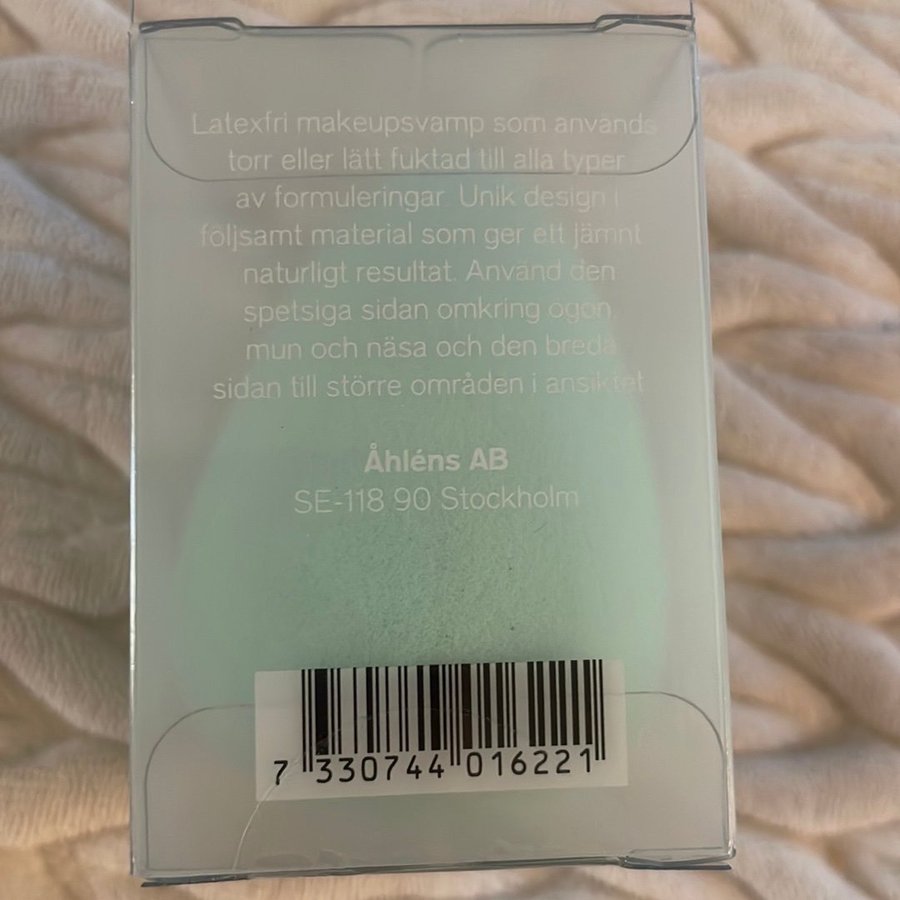 Latexfri makeupsvamp som används
torr eller lätt fuktad till alla typer
av formuleringar. Unik design i
följsamt material som ger ett jämnt
naturligt resultat. Använd den
spetsiga sidan omkring ögon,
mun och näsa och den breda
sidan till större områden i ansiktet
Åhléns AB
SE-118 90 Stockholm
7 330744 016221